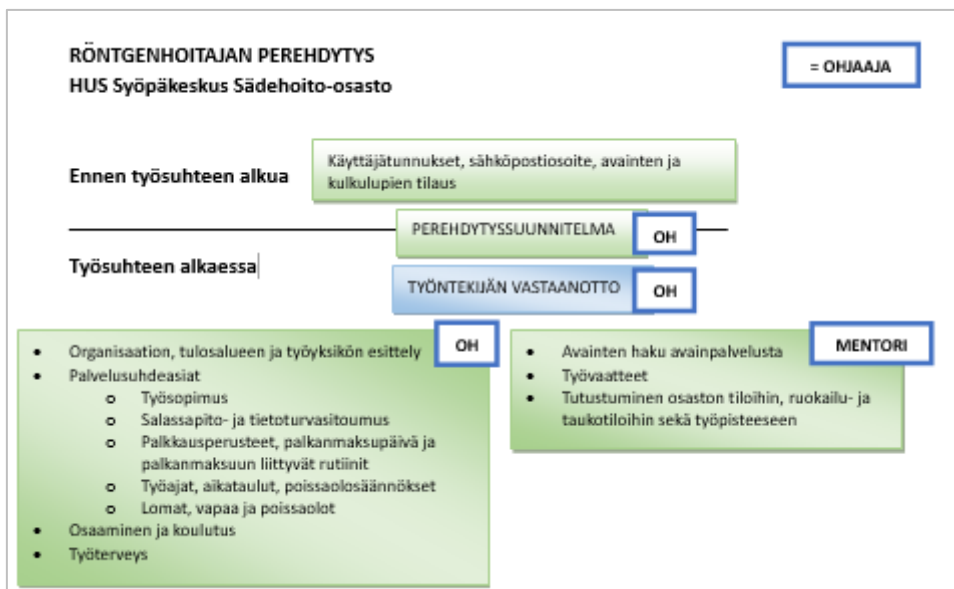 RÖNTGENHOITAJAN PEREHDYTYS
HUS Syöpäkeskus Sädehoito-osasto
= OHJAAJA
Ennen työsuhteen alkua
Käyttäjätunnukset, sähköpostiosoite, avainten ja
kulkulupien tilaus
PEREHDYTYSSUUNNITELMA
OH
Työsuhteen alkaessa
TYÖNTEKIJÄN VASTAANOTTO
OH
OH
• Organisaation, tulosalueen ja työyksikön esittely
• Palvelusuhdeasiat
o Työsopimus
o Salassapito- ja tietoturvasitoumus
o Palkkausperusteet, palkanmaksupäivä ja
palkanmaksuun liittyvät rutiinit
o Työajat, aikataulut, poissaolosäännökset
o Lomat, vapaa ja poissaolot
• Osaaminen ja koulutus
• Työterveys
MENTORI
• Avainten haku avainpalvelusta
• Työvaatteet
• Tutustuminen osaston tiloihin, ruokailu- ja
taukotiloihin sekä työpisteeseen